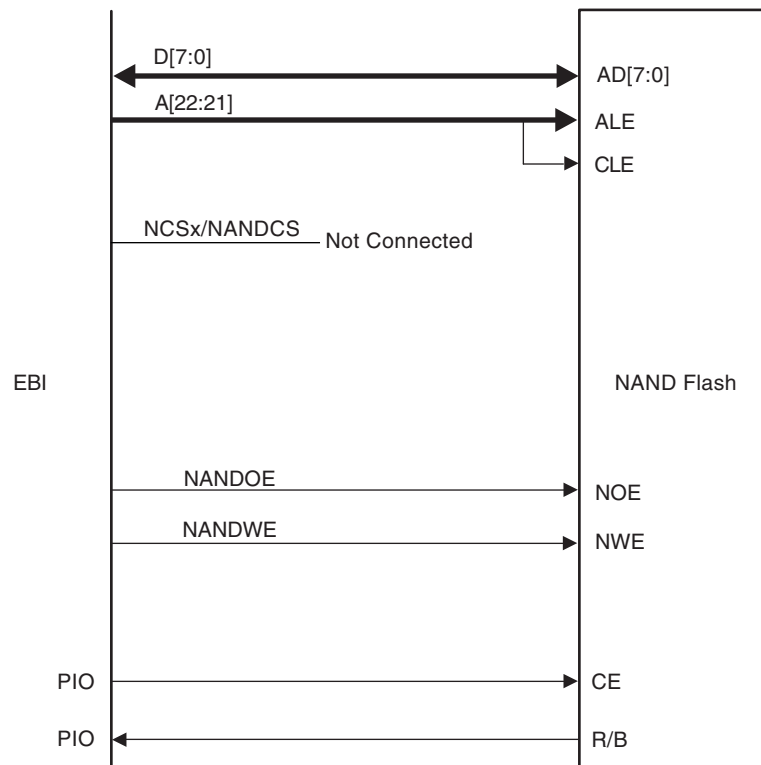 D[7:0]
AD[7:0]
A[22:21]
ALE
CLE
NCSx/NANDCS
Not Connected
EBI
NAND Flash
NANDOE
NOE
NANDWE
NWE
PIO
CE
PIO
R/B